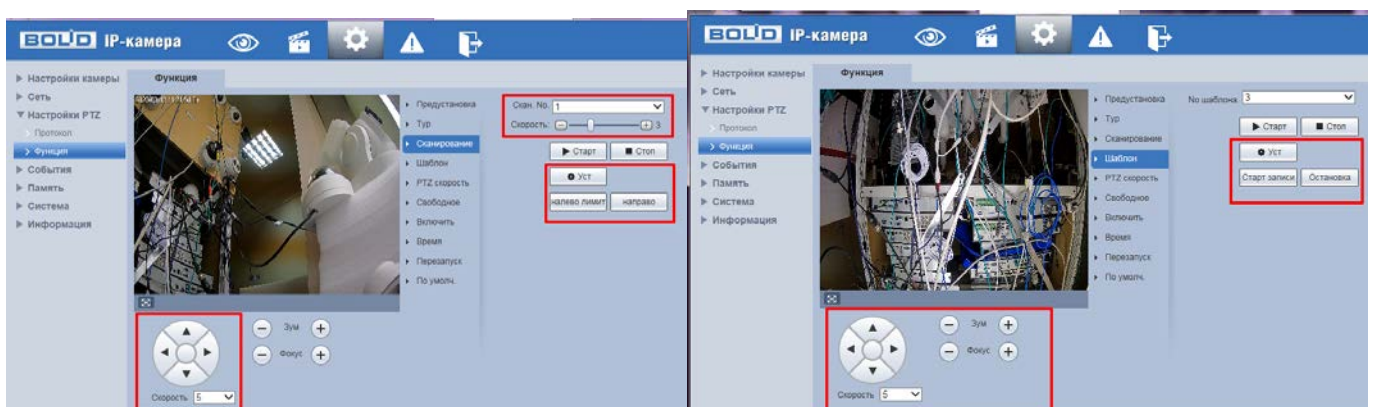 BOLID IP-камера
Функция
Настройки камеры
Сеть
Настройки PTZ
Протокол
Функция
События
Память
Система
Информация
Предустановка
Тур
Сканирование
Шаблон
PTZ скорость
Свободное
Включить
Время
Перезапуск
По умолч.
Скан. No. 1
Скорость: 3
Старт Стоп
Уст
налево лимит направо
Зум
Фокус
Скорость 5
BOLID IP-камера
Функция
Настройки камеры
Сеть
Настройки PTZ
Протокол
Функция
События
Память
Система
Информация
Предустановка
Тур
Сканирование
Шаблон
PTZ скорость
Свободное
Включить
Время
Перезапуск
По умолч.
No шаблона 3
Старт Стоп
Уст
Старт записи Остановка
Зум
Фокус
Скорость 5